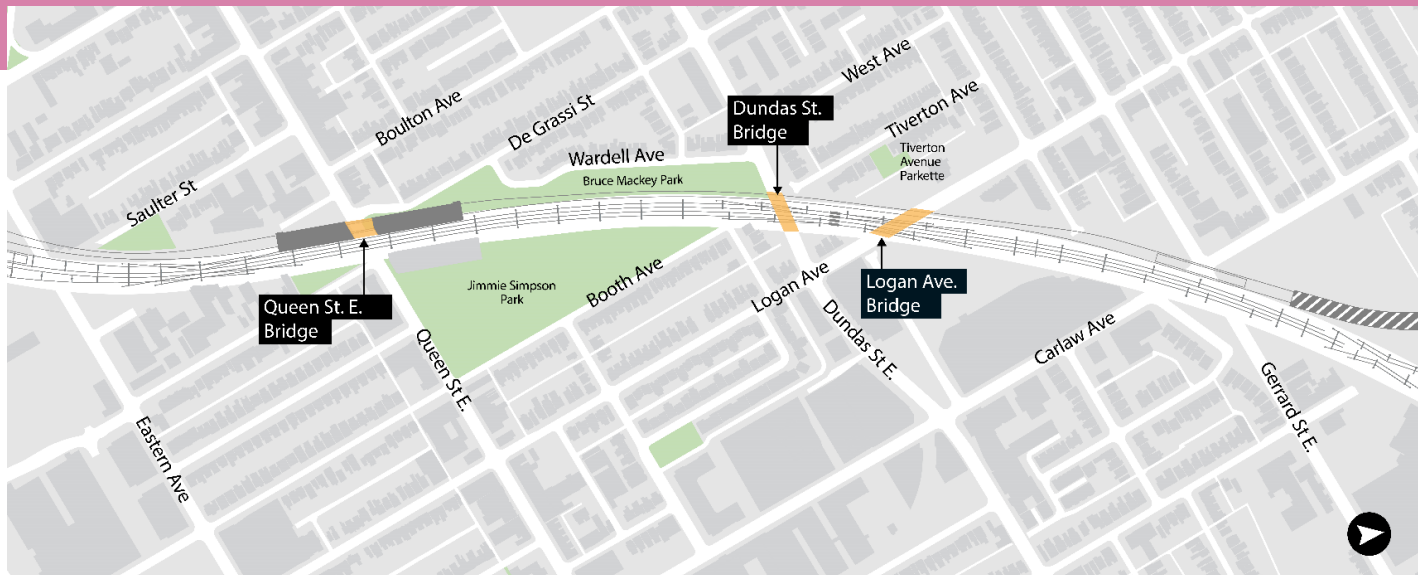 West Ave
Boulton Ave
De Grassi St
Dundas St.
Bridge
Tiverton Ave
Tiverton
Avenue
Parkette
Wardell Ave
Bruce Mackey Park
Saulter St
Queen St. E.
Bridge
Jimmie Simpson
Park
Booth Ave
Logan Ave
Logan Ave.
Bridge
Queen St E.
Dundas St E.
Carlaw Ave
Gerrard St E.
Eastern Ave